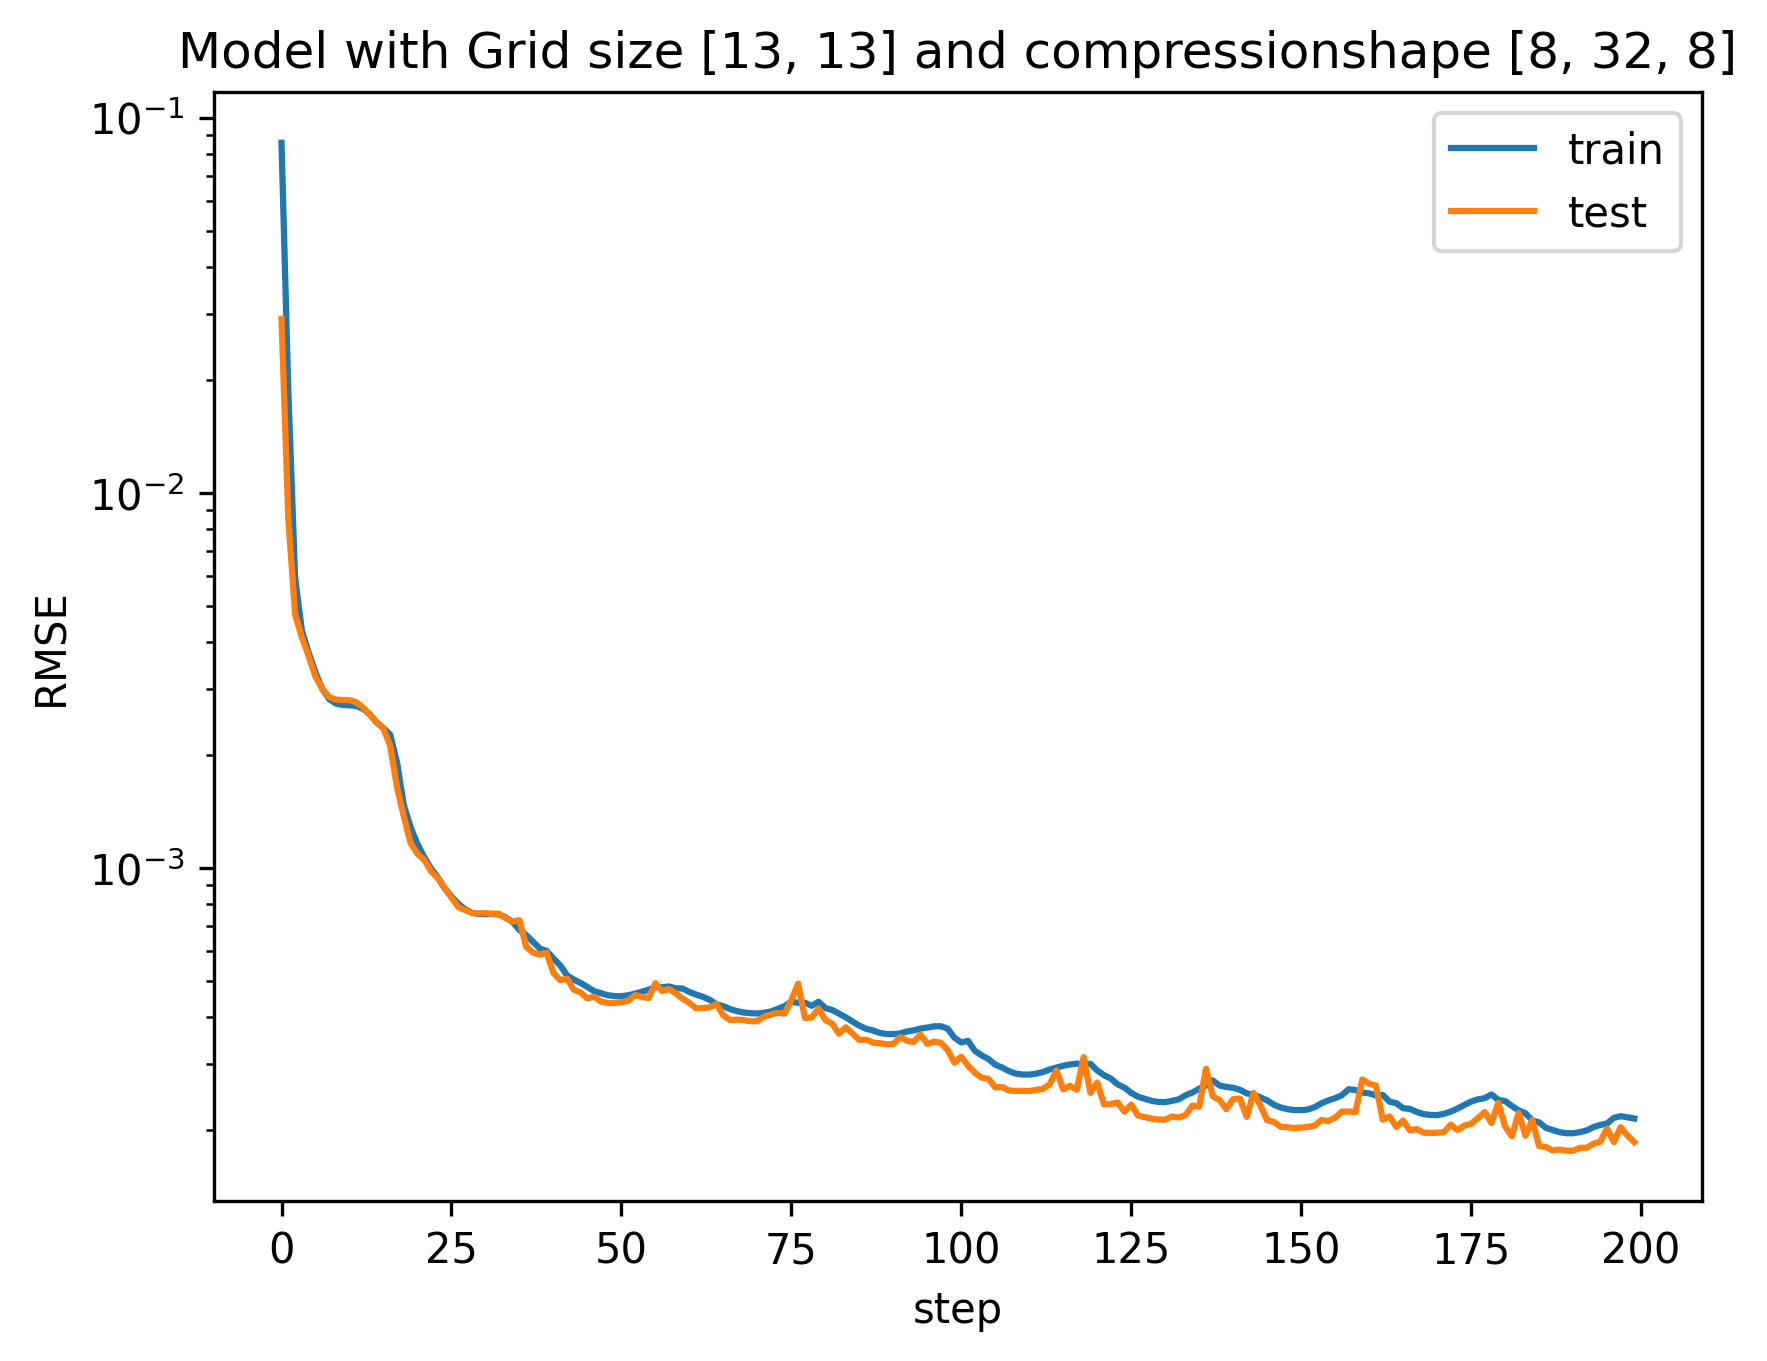 Model with Grid size [13, 13] and compressionshape [8, 32, 8]
10⁻¹
10⁻²
10⁻³
RMSE
train
test
0 25 50 75 100 125 150 175 200
step